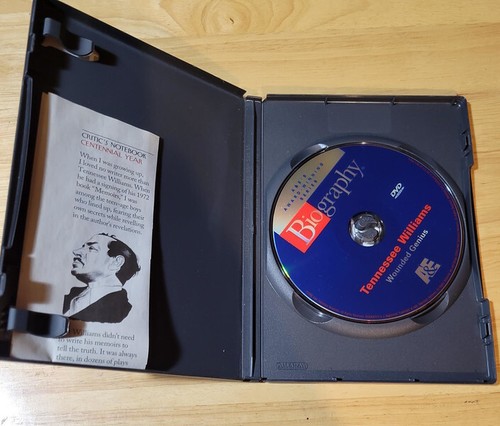 CRITIC'S NOTEBOOK
CENTENNIAL YEAR
When I was growing up,
I loved no writer more than
Tennessee Williams. When
he had a signing of his 1972
book "Memoirs," I was
among the teenage boys
who lined up, fearing their
own secrets while revelling
in the author's revelations.
Williams didn't need
to write his memoirs to
tell the truth. It was always
there, in dozens of plays
Biography
DVD
Tennessee Williams
Wounded Genius
A&E